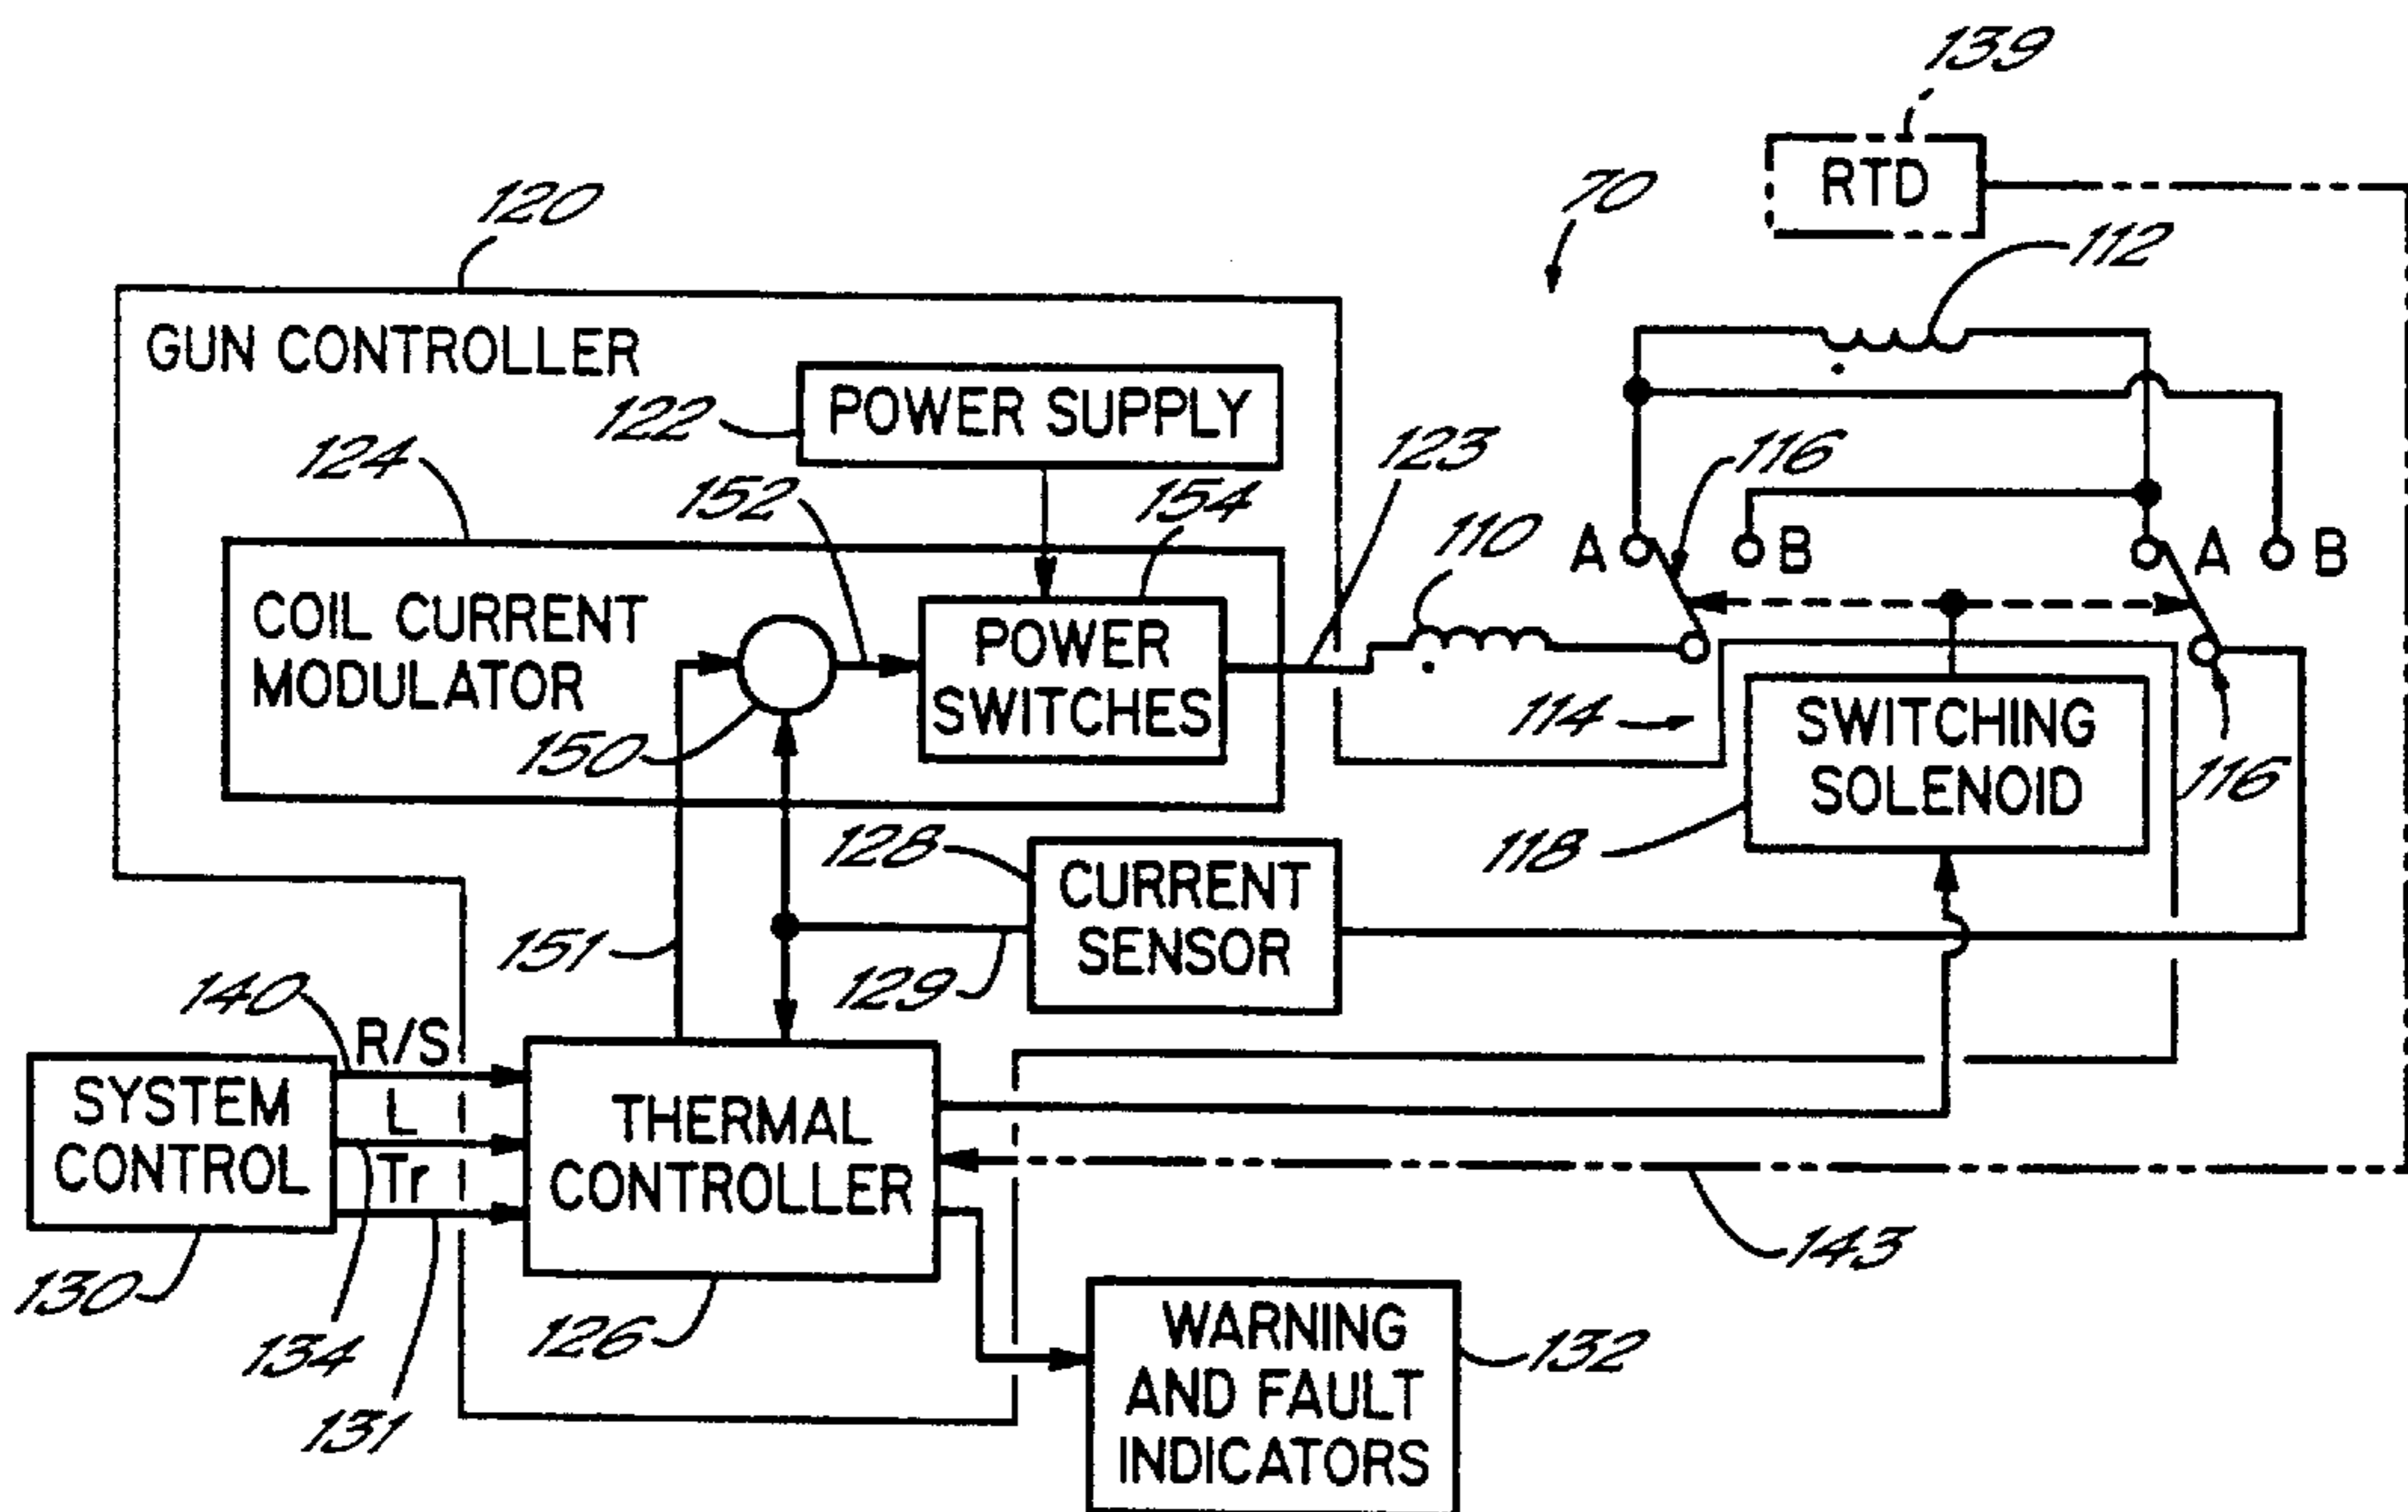 139
RTD
70
120
112
GUN CONTROLLER
POWER SUPPLY
122
124
123
116
152
154
110
A
B
A
B
COIL CURRENT
MODULATOR
POWER
SWITCHES
150
114
SWITCHING
SOLENOID
116
118
128
CURRENT
SENSOR
151
129
140
R/S
SYSTEM
CONTROL
L
Tr
THERMAL
CONTROLLER
143
130
134
131
126
WARNING
AND FAULT
INDICATORS
132